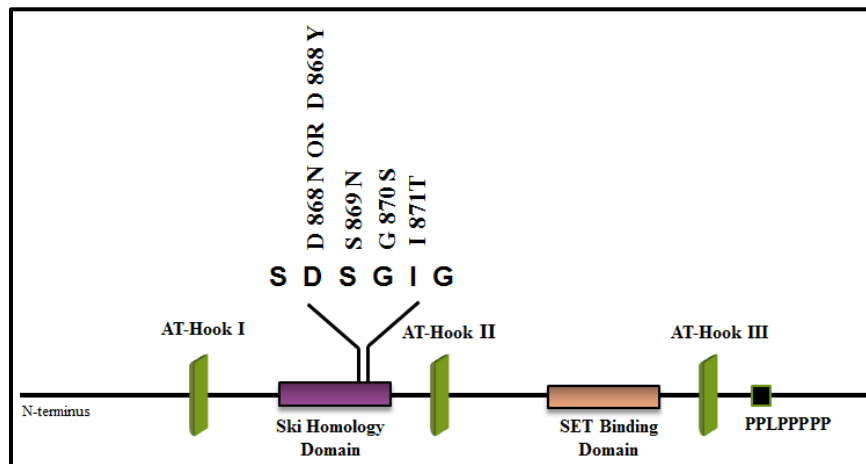 D 868 N OR D 868 Y
S 869 N
G 870 S
I 871T
S D S G I G
AT-Hook I
AT-Hook II
AT-Hook III
N-terminus
Ski Homology
Domain
SET Binding
Domain
PPLPPPPP